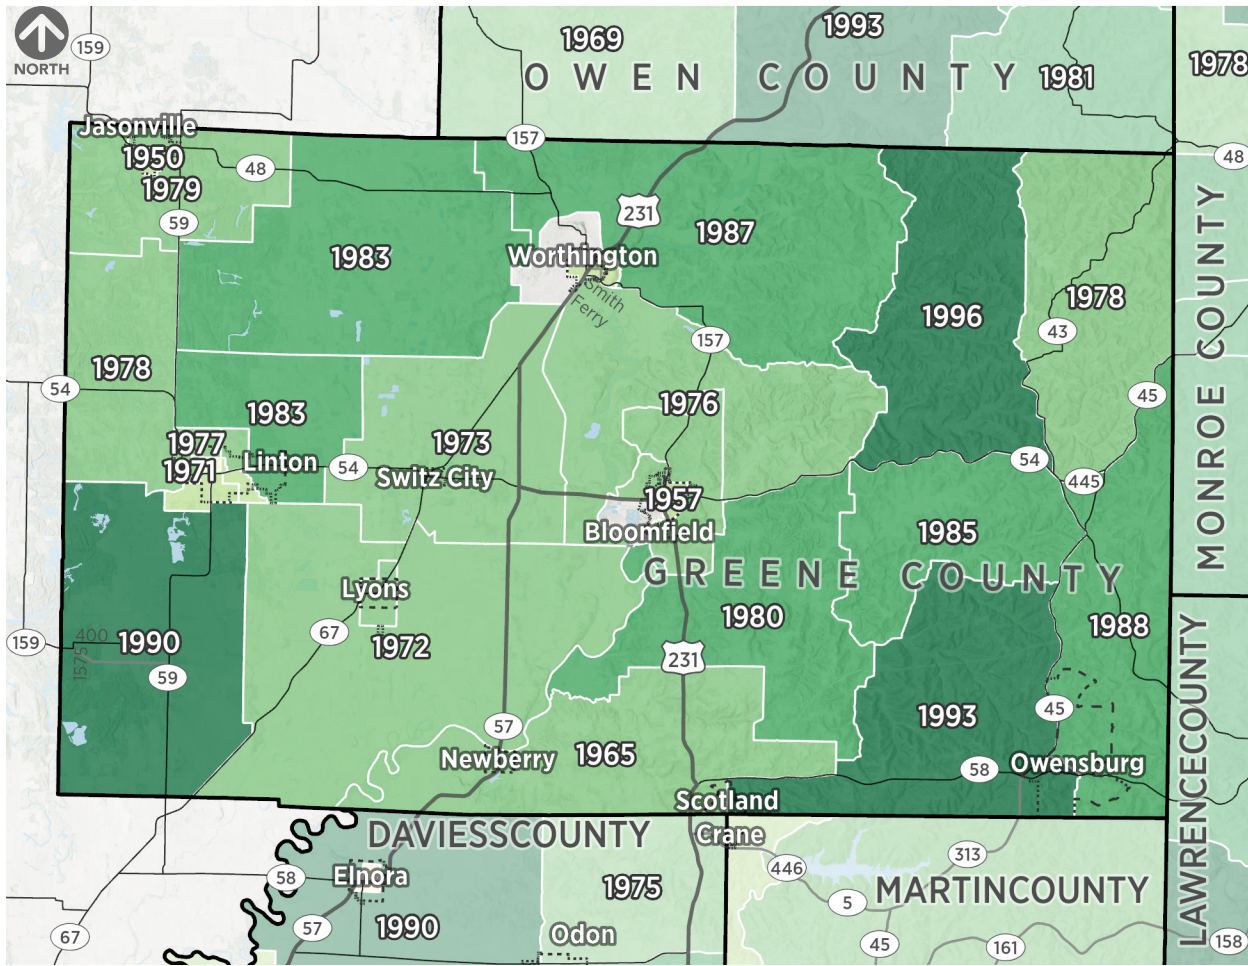 NORTH
159
1969
1993
OWEN COUNTY
1981
1978
Jasonville
157
48
1950
48
1979
59
231
1987
1983
Worthington
Smith
Ferry
1996
1978
43
157
MONROE COUNTY
1978
54
45
1983
1976
1977
1973
1971
Linton
54
54
Switz City
445
1957
Bloomfield
1985
GREENE COUNTY
Lyons
1980
67
1988
159
400
1575
1990
1972
59
231
LAWRENCECOUNTY
45
1993
57
Newberry
1965
58
Owensburg
Scotland
DAVIESSCOUNTY
Crane
313
446
58
Elnora
1975
MARTINCOUNTY
5
57
1990
Odon
67
45
161
158